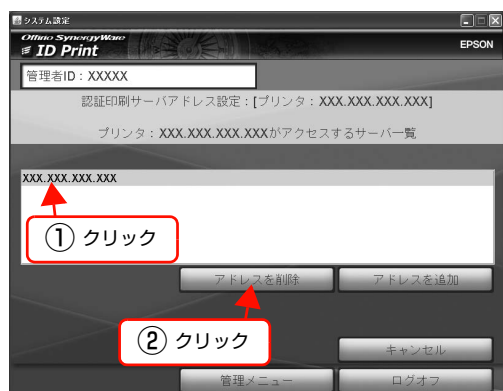 システム設定
Offirio SynergyWare
ID Print
EPSON
管理者ID：XXXXX
認証印刷サーバアドレス設定：[プリンタ：XXX.XXX.XXX.XXX]
プリンタ：XXX.XXX.XXX.XXXがアクセスするサーバ一覧
XXX.XXX.XXX.XXX
① クリック
アドレスを削除
アドレスを追加
② クリック
キャンセル
管理メニュー
ログオフ